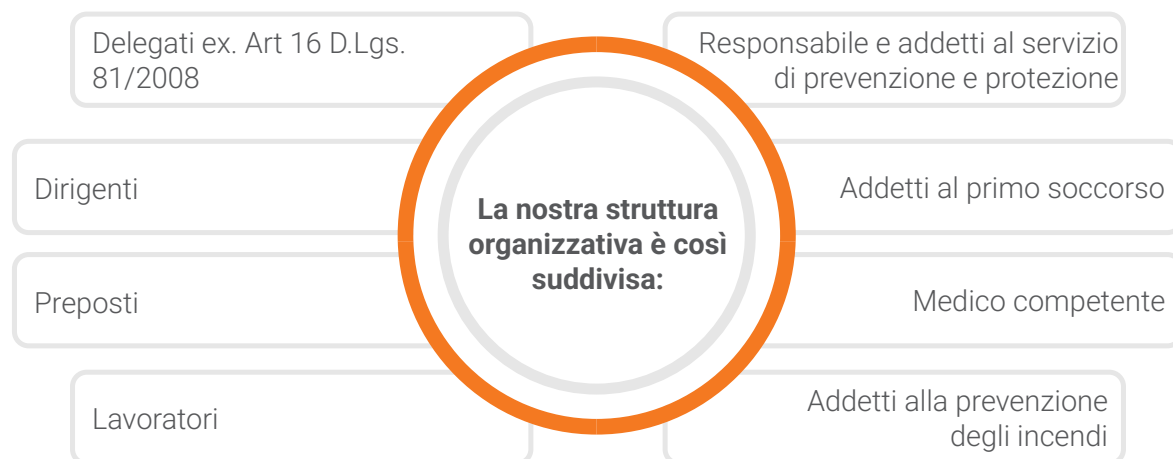 Delegati ex. Art 16 D.Lgs.
81/2008
Dirigenti
Preposti
Lavoratori
La nostra struttura
organizzativa è così
suddivisa:
Responsabile e addetti al servizio
di prevenzione e protezione
Addetti al primo soccorso
Medico competente
Addetti alla prevenzione
degli incendi